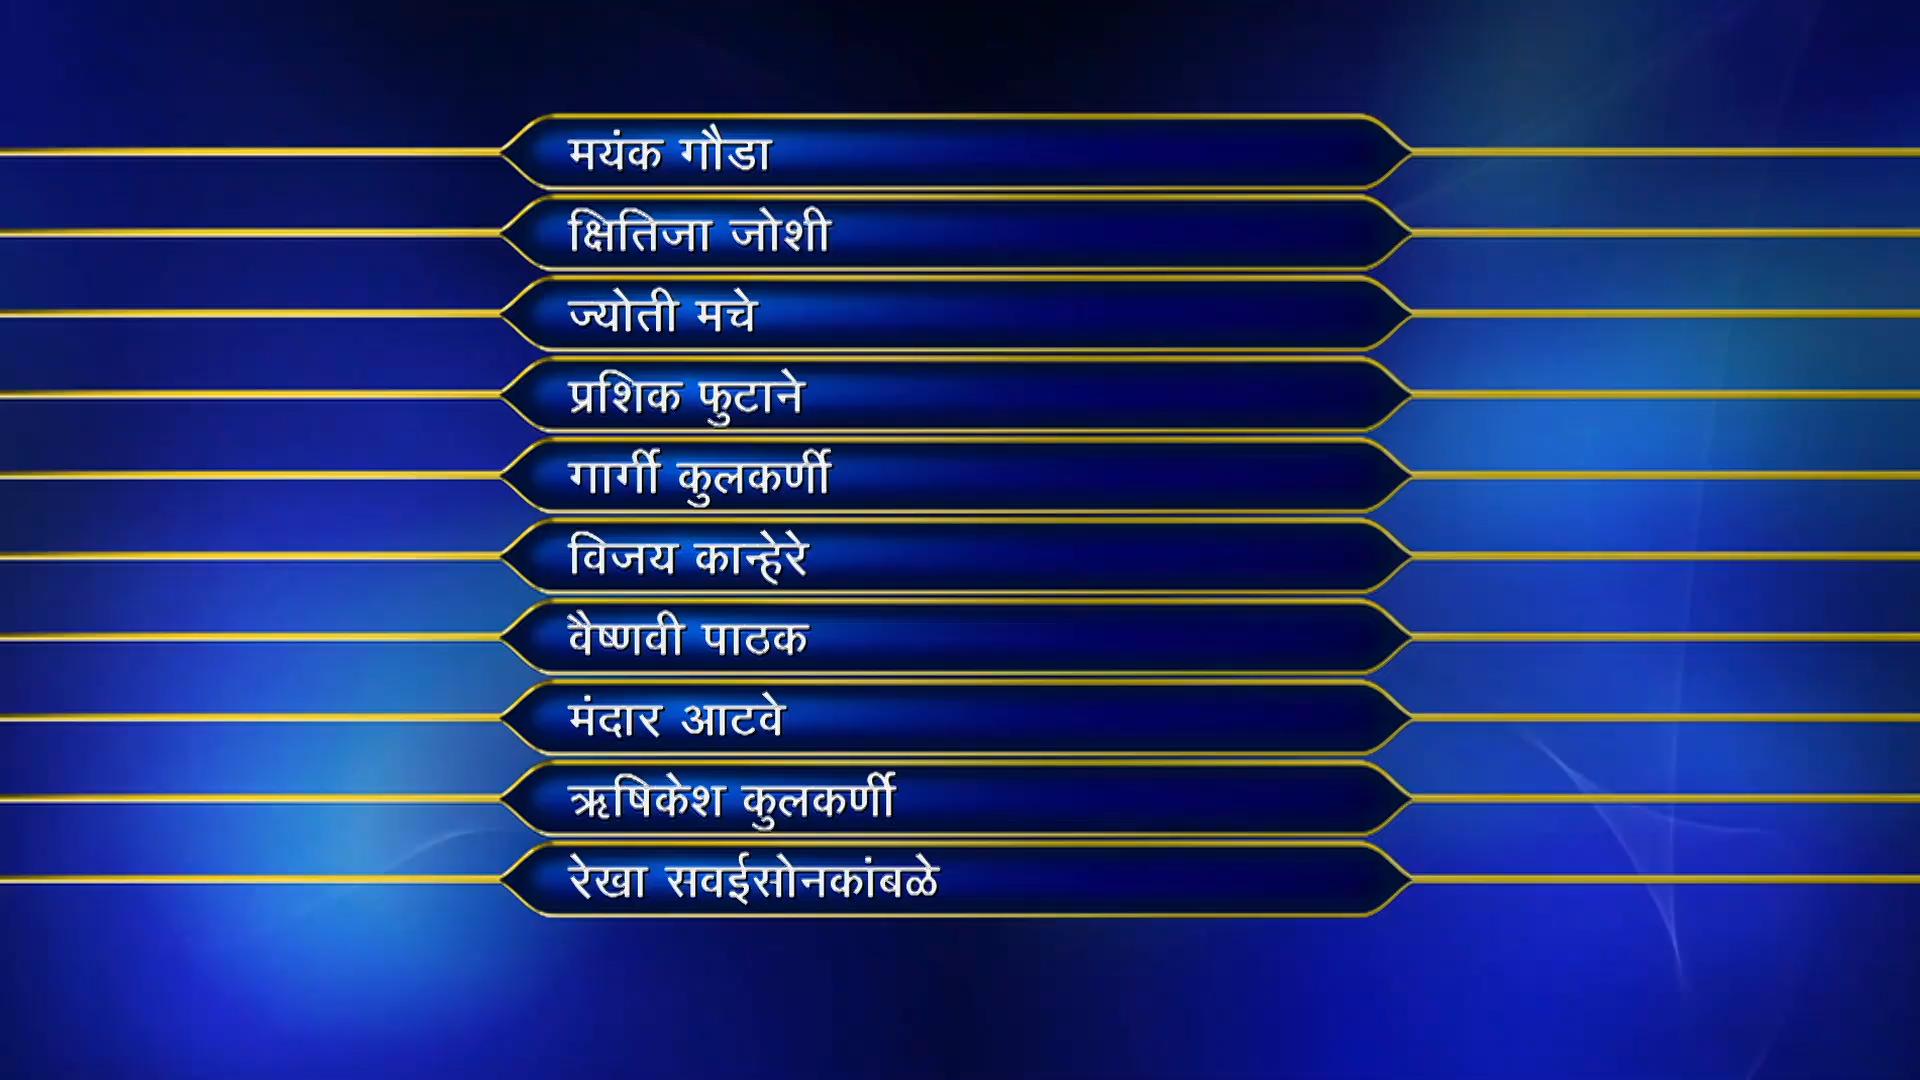 मयंक गौडा
क्षितिजा जोशी
ज्योती मचे
प्रशिक फुटाने
गार्गी कुलकर्णी
विजय कान्हेरे
वैष्णवी पाठक
मंदार आटवे
ऋषिकेश कुलकर्णी
रेखा सवईसोनकांबळे